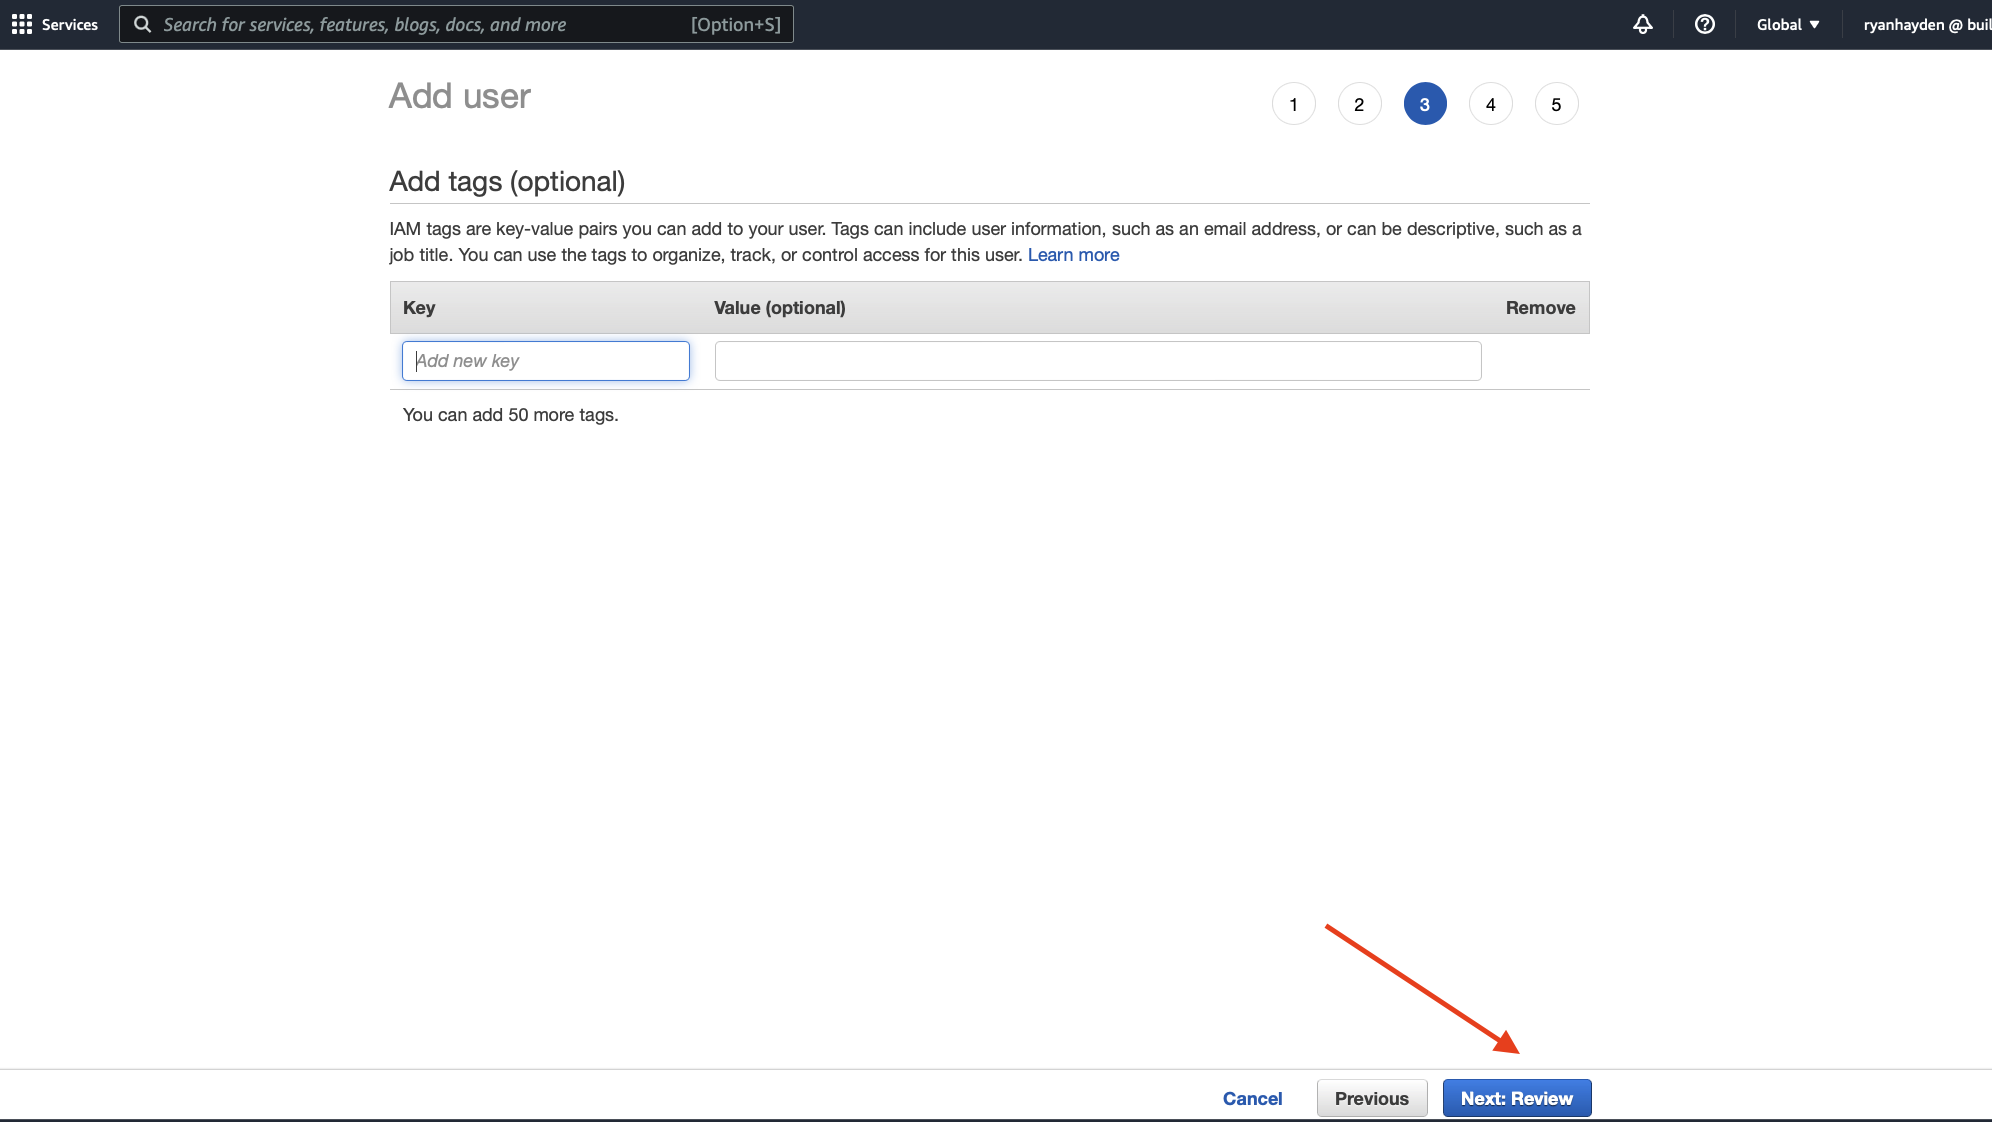 Services
Search for services, features, blogs, docs, and more [Option+S]
Global
ryanhayden @ buil
Add user
1 2 3 4 5
Add tags (optional)
IAM tags are key-value pairs you can add to your user. Tags can include user information, such as an email address, or can be descriptive, such as a
job title. You can use the tags to organize, track, or control access for this user. Learn more
Key Value (optional) Remove
Add new key
You can add 50 more tags.
Cancel Previous Next: Review